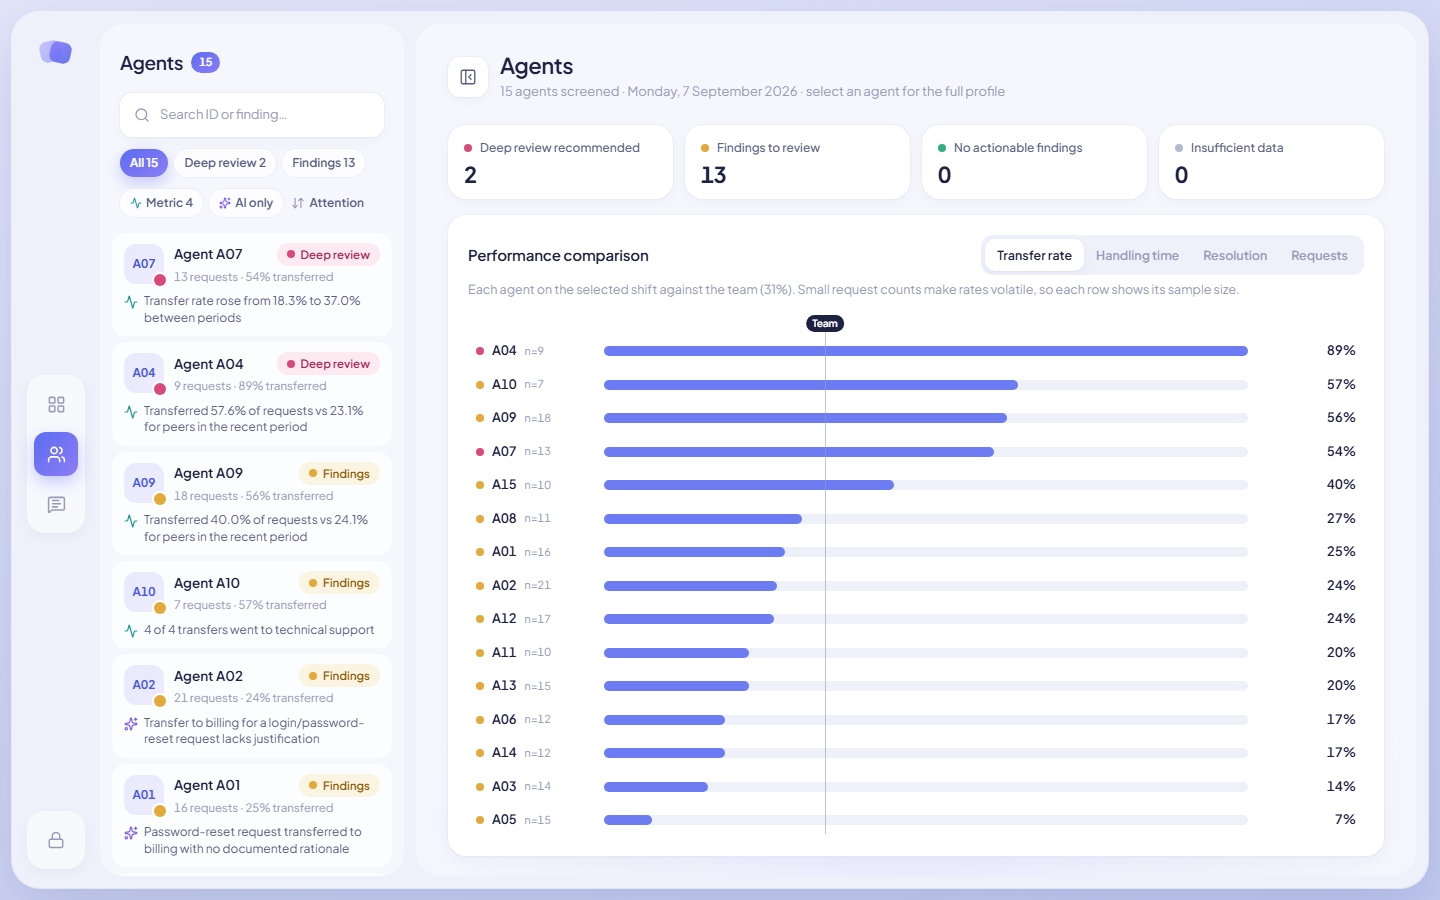 Agents 15
Search ID or finding...
All 15 Deep review 2 Findings 13
Metric 4 AI only Attention
A07 Agent A07 Deep review
13 requests · 54% transferred
Transfer rate rose from 18.3% to 37.0%
between periods
A04 Agent A04 Deep review
9 requests · 89% transferred
Transferred 57.6% of requests vs 23.1%
for peers in the recent period
A09 Agent A09 Findings
18 requests · 56% transferred
Transferred 40.0% of requests vs 24.1%
for peers in the recent period
A10 Agent A10 Findings
7 requests · 57% transferred
4 of 4 transfers went to technical support
A02 Agent A02 Findings
21 requests · 24% transferred
Transfer to billing for a login/password-
reset request lacks justification
A01 Agent A01 Findings
16 requests · 25% transferred
Password-reset request transferred to
billing with no documented rationale
Agents
15 agents screened · Monday, 7 September 2026 · select an agent for the full profile
Deep review recommended
2
Findings to review
13
No actionable findings
0
Insufficient data
0
Performance comparison
Transfer rate Handling time Resolution Requests
Each agent on the selected shift against the team (31%). Small request counts make rates volatile, so each row shows its sample size.
Team
A04 n=9 89%
A10 n=7 57%
A09 n=18 56%
A07 n=13 54%
A15 n=10 40%
A08 n=11 27%
A01 n=16 25%
A02 n=21 24%
A12 n=17 24%
A11 n=10 20%
A13 n=15 20%
A06 n=12 17%
A14 n=12 17%
A03 n=14 14%
A05 n=15 7%